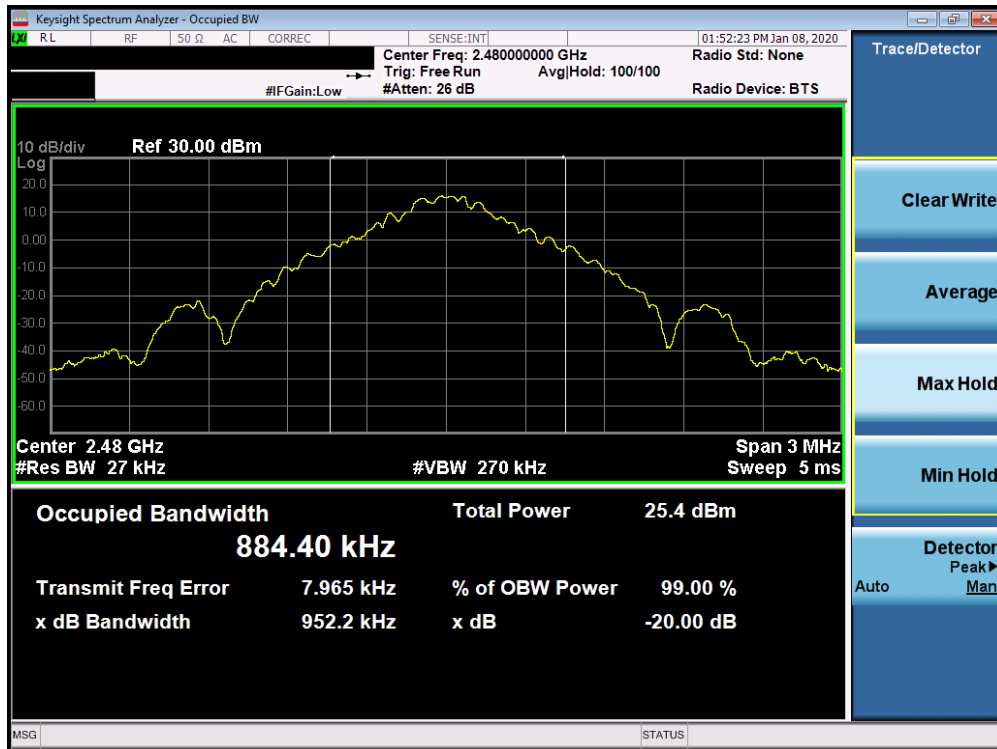 Keysight Spectrum Analyzer - Occupied BW
LXI RL RF 50 Ω AC CORREC SENSE:INT 01:52:23 PM Jan 08, 2020
Center Freq: 2.480000000 GHz Radio Std: None
Trig: Free Run Avg|Hold: 100/100
#IFGain:Low #Atten: 26 dB Radio Device: BTS
10 dB/div Ref 30.00 dBm
Log
20.0
10.0
0.00
-10.0
-20.0
-30.0
-40.0
-50.0
-60.0
Center 2.48 GHz Span 3 MHz
#Res BW 27 kHz #VBW 270 kHz Sweep 5 ms
Occupied Bandwidth Total Power 25.4 dBm
884.40 kHz
Transmit Freq Error 7.965 kHz % of OBW Power 99.00 %
x dB Bandwidth 952.2 kHz x dB -20.00 dB
MSG STATUS
Trace/Detector
Clear Write
Average
Max Hold
Min Hold
Detector
Peak▶
Auto Man